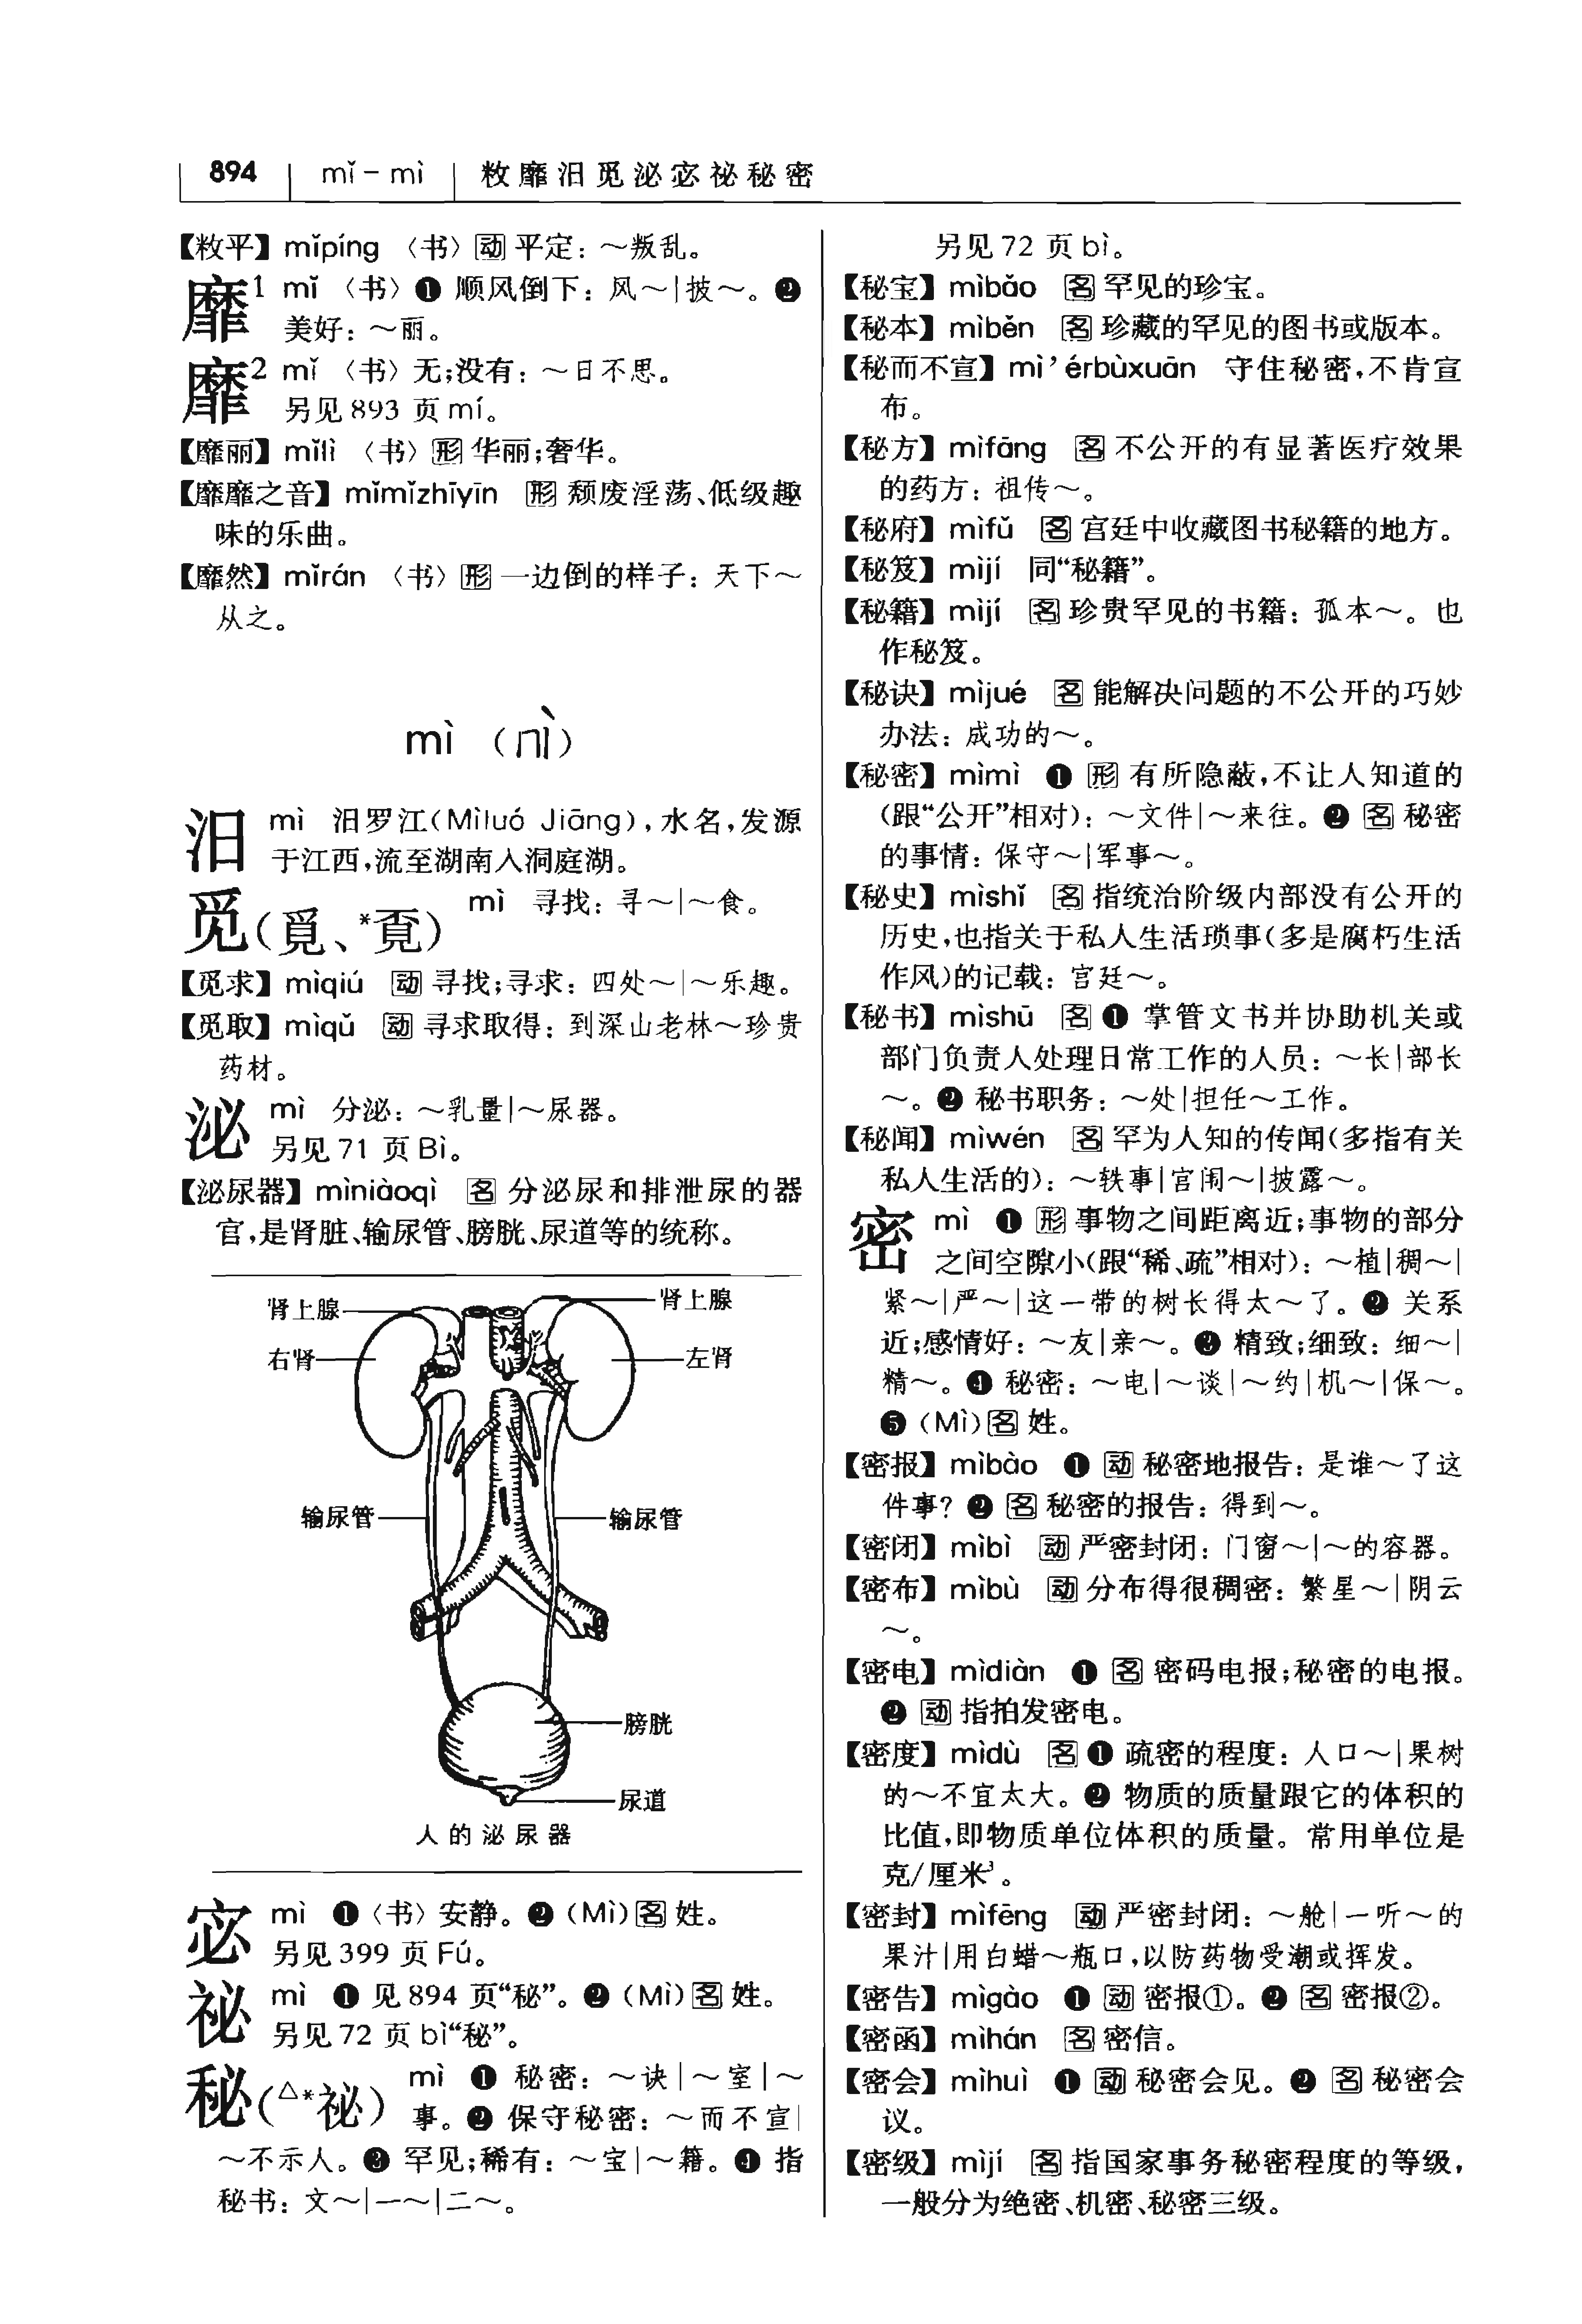 894 mǐ－mì 敉靡汨觅泌宓祕秘密
【敉平】 mǐpíng 〈书〉 动 平定：～叛乱。
靡1 mǐ 〈书〉❶ 顺风倒下：风～|披～。❷
美好：～丽。
靡2 mǐ 〈书〉无；没有：～日不思。
另见893 页 mí。
【靡丽】 mǐlì 〈书〉 形 华丽；奢华。
【靡靡之音】 mǐmǐzhīyīn 形 颓废淫荡、低级趣
味的乐曲。
【靡然】 mǐrán 〈书〉 形 一边倒的样子：天下～
从之。
mì （ㄇㄧˋ）
汨 mì 汨罗江（Mìluó Jiāng），水名，发源
于江西，流至湖南入洞庭湖。
觅（覓、*覔） mì 寻找：寻～|～食。
【觅求】 mìqiú 动 寻找；寻求：四处～|～乐趣。
【觅取】 mìqǔ 动 寻求取得：到深山老林～珍贵
药材。
泌 mì 分泌：～乳量|～尿器。
另见71 页 Bì。
【泌尿器】 mìniàoqì 名 分泌尿和排泄尿的器
官，是肾脏、输尿管、膀胱、尿道等的统称。
肾上腺 肾上腺
右肾 左肾
输尿管 输尿管
膀胱
尿道
人的泌尿器
宓 mì ❶〈书〉安静。❷（Mì） 名 姓。
另见399 页 Fú。
祕 mì ❶ 见894 页“秘”。❷（Mì） 名 姓。
另见72 页 bì“秘”。
秘（△*祕） mì ❶ 秘密：～诀|～室|～
事。❷ 保守秘密：～而不宣|
～不示人。❸ 罕见；稀有：～宝|～籍。❹ 指
秘书：文～|一～|二～。
另见72 页 bì。
【秘宝】 mìbǎo 名 罕见的珍宝。
【秘本】 mìběn 名 珍藏的罕见的图书或版本。
【秘而不宣】 mì’érbùxuān 守住秘密，不肯宣
布。
【秘方】 mìfāng 名 不公开的有显著医疗效果
的药方：祖传～。
【秘府】 mìfǔ 名 宫廷中收藏图书秘籍的地方。
【秘笈】 mìjí 同“秘籍”。
【秘籍】 mìjí 名 珍贵罕见的书籍：孤本～。也
作秘笈。
【秘诀】 mìjué 名 能解决问题的不公开的巧妙
办法：成功的～。
【秘密】 mìmì ❶ 形 有所隐蔽，不让人知道的
（跟“公开”相对）：～文件|～来往。❷ 名 秘密
的事情：保守～|军事～。
【秘史】 mìshǐ 名 指统治阶级内部没有公开的
历史，也指关于私人生活琐事（多是腐朽生活
作风）的记载：宫廷～。
【秘书】 mìshū 名 ❶ 掌管文书并协助机关或
部门负责人处理日常工作的人员：～长|部长
～。❷ 秘书职务：～处|担任～工作。
【秘闻】 mìwén 名 罕为人知的传闻（多指有关
私人生活的）：～轶事|宫闱～|披露～。
密 mì ❶ 形 事物之间距离近；事物的部分
之间空隙小（跟“稀、疏”相对）：～植|稠～|
紧～|严～|这一带的树长得太～了。❷ 关系
近；感情好：～友|亲～。❸ 精致；细致：细～|
精～。❹ 秘密：～电|～谈|～约|机～|保～。
❺（Mì） 名 姓。
【密报】 mìbào ❶ 动 秘密地报告：是谁～了这
件事？❷ 名 秘密的报告：得到～。
【密闭】 mìbì 动 严密封闭：门窗～|～的容器。
【密布】 mìbù 动 分布得很稠密：繁星～|阴云
～。
【密电】 mìdiàn ❶ 名 密码电报；秘密的电报。
❷ 动 指拍发密电。
【密度】 mìdù 名 ❶ 疏密的程度：人口～|果树
的～不宜太大。❷ 物质的质量跟它的体积的
比值，即物质单位体积的质量。常用单位是
克/厘米³。
【密封】 mìfēng 动 严密封闭：～舱|一听～的
果汁|用白蜡～瓶口，以防药物受潮或挥发。
【密告】 mìgào ❶ 动 密报①。❷ 名 密报②。
【密函】 mìhán 名 密信。
【密会】 mìhuì ❶ 动 秘密会见。❷ 名 秘密会
议。
【密级】 mìjí 名 指国家事务秘密程度的等级，
一般分为绝密、机密、秘密三级。